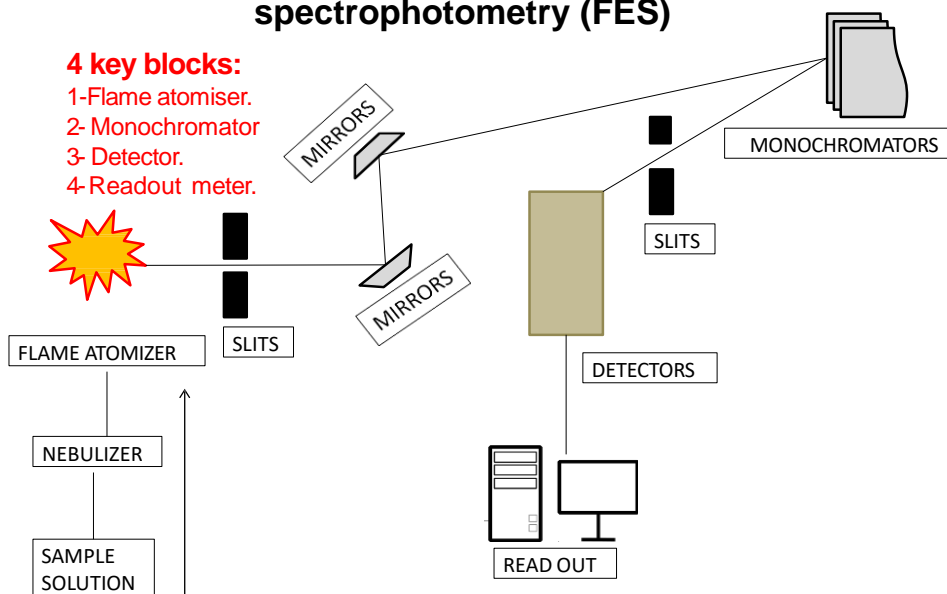 spectrophotometry (FES)
4 key blocks:
1-Flame atomiser.
2- Monochromator
3- Detector.
4-Readout meter.
MIRRORS
MONOCHROMATORS
SLITS
MIRRORS
SLITS
FLAME ATOMIZER
DETECTORS
NEBULIZER
SAMPLE
SOLUTION
READ OUT